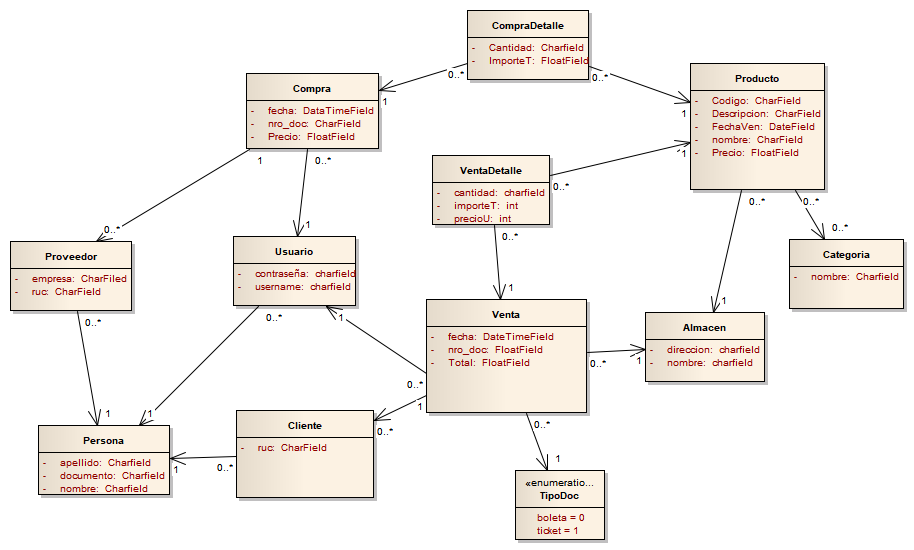 CompraDetalle
- Cantidad: Charfield
- ImporteT: FloatField
0..*
0..*
1
1
Compra
- fecha: DataTimeField
- nro_doc: CharField
- Precio: FloatField
1
0..*
0..*
1
Producto
- Codigo: CharField
- Descripcion: CharField
- FechaVen: DateField
- nombre: CharField
- Precio: FloatField
1
0..*
0..*
0..*
1
VentaDetalle
- cantidad: charfield
- importeT: int
- precioU: int
0..*
0..*
1
Proveedor
- empresa: CharFiled
- ruc: CharField
0..*
1
Usuario
- contraseña: charfield
- username: charfield
0..*
1
1
Categoria
- nombre: Charfield
Venta
- fecha: DateTimeField
- nro_doc: FloatField
- Total: FloatField
0..*
1
0..*
0..*
1
0..*
1
Almacen
- direccion: charfield
- nombre: charfield
Persona
- apellido: Charfield
- documento: Charfield
- nombre: Charfield
1
0..*
Cliente
- ruc: CharField
«enumeratio...
TipoDoc
boleta = 0
ticket = 1